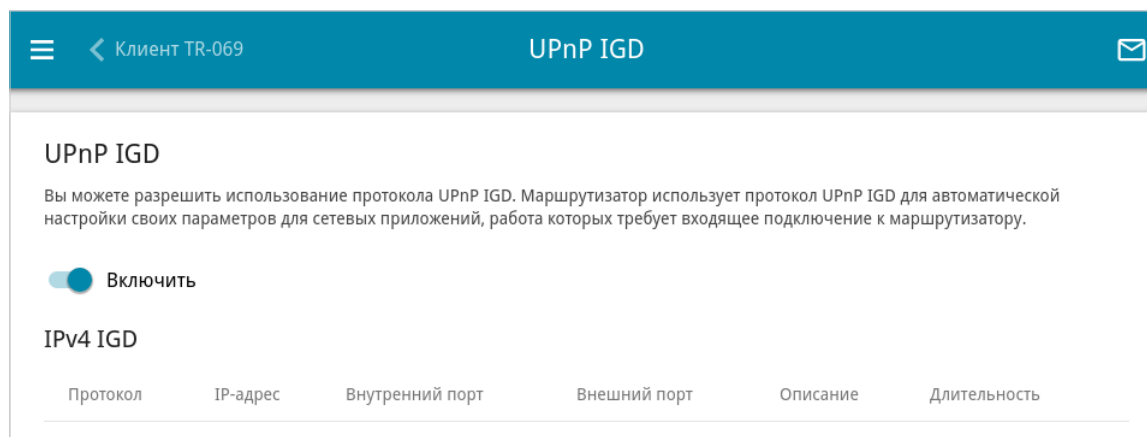 Клиент TR-069 UPnP IGD
UPnP IGD
Вы можете разрешить использование протокола UPnP IGD. Маршрутизатор использует протокол UPnP IGD для автоматической
настройки своих параметров для сетевых приложений, работа которых требует входящее подключение к маршрутизатору.
Включить
IPv4 IGD
Протокол IP-адрес Внутренний порт Внешний порт Описание Длительность